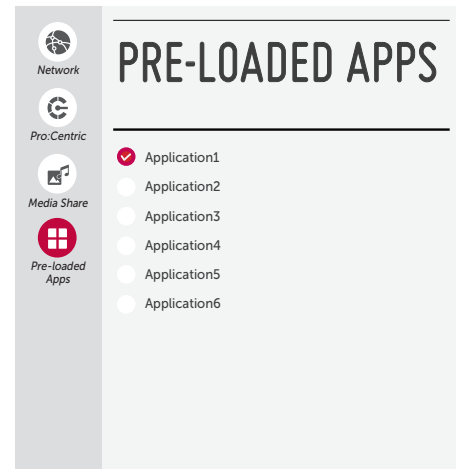 Network
Pro:Centric
Media Share
Pre-loaded
Apps
PRE-LOADED APPS
Application1
Application2
Application3
Application4
Application5
Application6